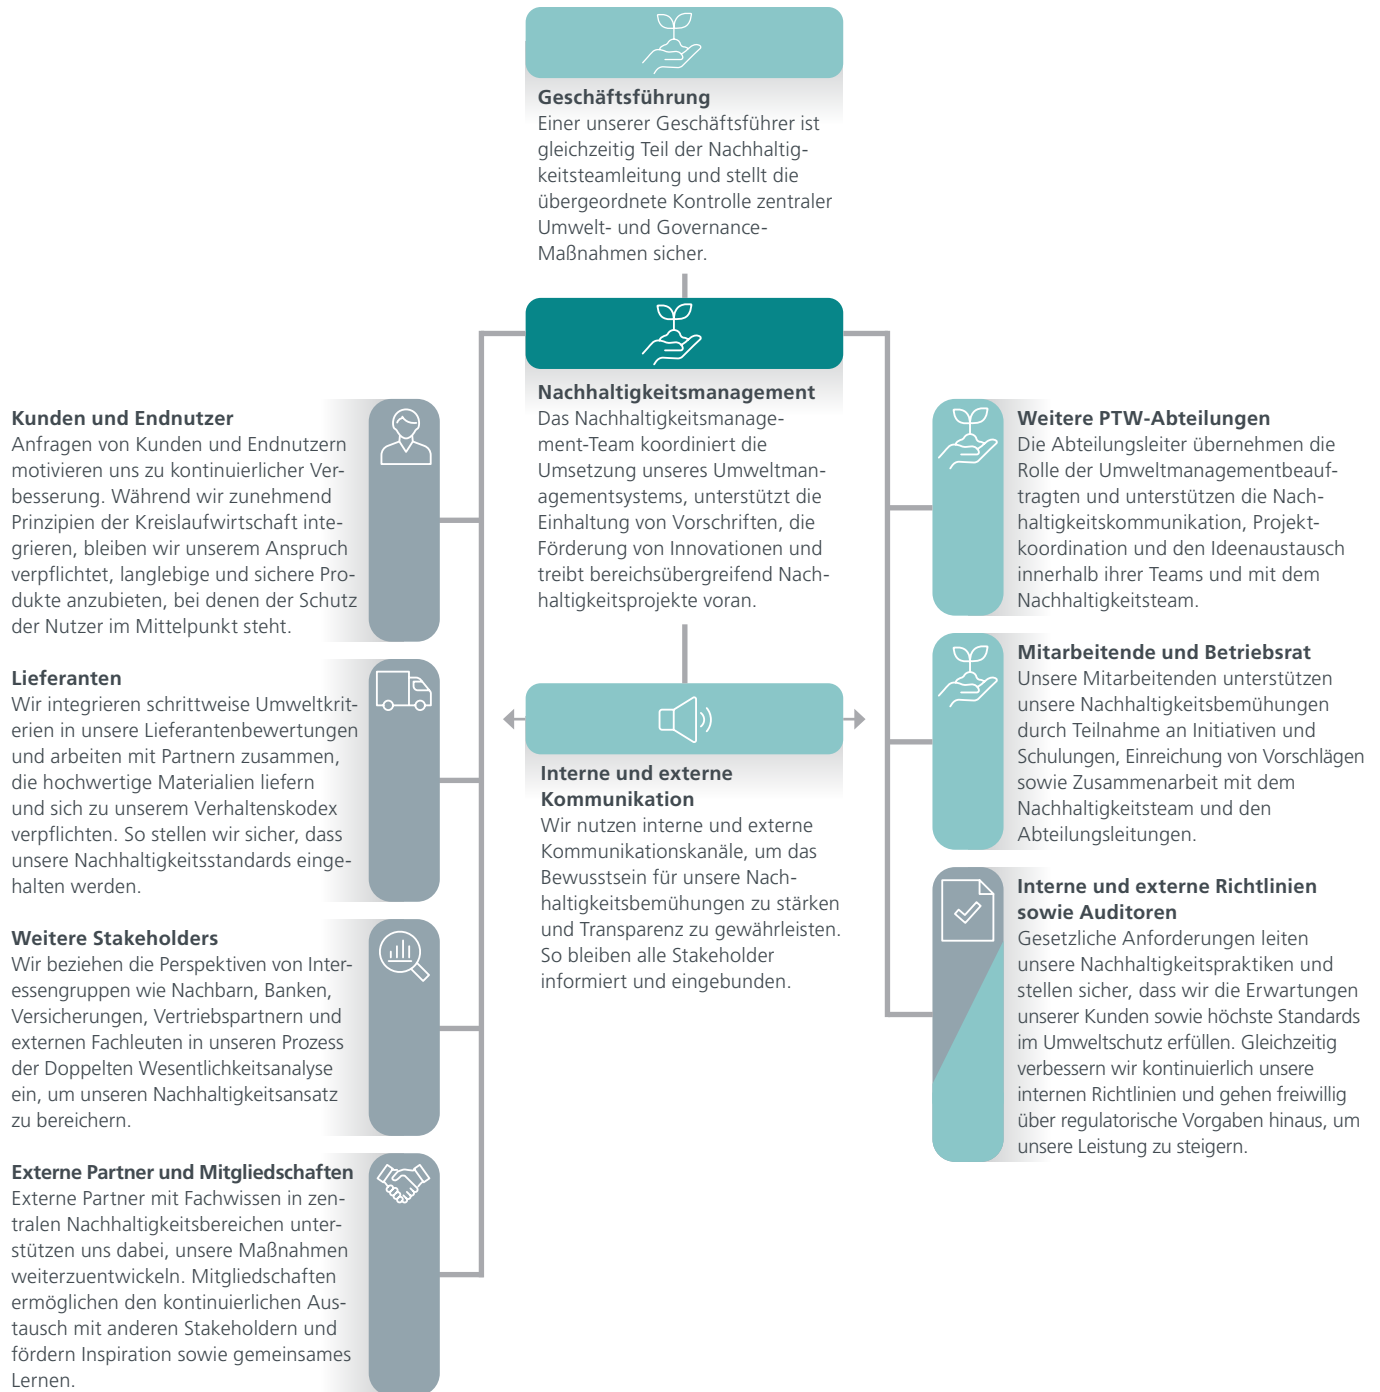 Geschäftsführung
Einer unserer Geschäftsführer ist
gleichzeitig Teil der Nachhaltig-
keitsteamleitung und stellt die
übergeordnete Kontrolle zentraler
Umwelt- und Governance-
Maßnahmen sicher.
Nachhaltigkeitsmanagement
Das Nachhaltigkeitsmanage-
ment-Team koordiniert die
Umsetzung unseres Umweltman-
agementsystems, unterstützt die
Einhaltung von Vorschriften, die
Förderung von Innovationen und
treibt bereichsübergreifend Nach-
haltigkeitsprojekte voran.
Interne und externe
Kommunikation
Wir nutzen interne und externe
Kommunikationskanäle, um das
Bewusstsein für unsere Nach-
haltigkeitsbemühungen zu stärken
und Transparenz zu gewährleisten.
So bleiben alle Stakeholder
informiert und eingebunden.
Kunden und Endnutzer
Anfragen von Kunden und Endnutzern
motivieren uns zu kontinuierlicher Ver-
besserung. Während wir zunehmend
Prinzipien der Kreislaufwirtschaft inte-
grieren, bleiben wir unserem Anspruch
verpflichtet, langlebige und sichere Pro-
dukte anzubieten, bei denen der Schutz
der Nutzer im Mittelpunkt steht.
Lieferanten
Wir integrieren schrittweise Umweltkrit-
erien in unsere Lieferantenbewertungen
und arbeiten mit Partnern zusammen,
die hochwertige Materialien liefern
und sich zu unserem Verhaltenskodex
verpflichten. So stellen wir sicher, dass
unsere Nachhaltigkeitsstandards einge-
halten werden.
Weitere Stakeholders
Wir beziehen die Perspektiven von Inter-
essengruppen wie Nachbarn, Banken,
Versicherungen, Vertriebspartnern und
externen Fachleuten in unseren Prozess
der Doppelten Wesentlichkeitsanalyse
ein, um unseren Nachhaltigkeitsansatz
zu bereichern.
Externe Partner und Mitgliedschaften
Externe Partner mit Fachwissen in zen-
tralen Nachhaltigkeitsbereichen unter-
stützen uns dabei, unsere Maßnahmen
weiterzuentwickeln. Mitgliedschaften
ermöglichen den kontinuierlichen Aus-
tausch mit anderen Stakeholdern und
fördern Inspiration sowie gemeinsames
Lernen.
Weitere PTW-Abteilungen
Die Abteilungsleiter übernehmen die
Rolle der Umweltmanagementbeauf-
tragten und unterstützen die Nach-
haltigkeitskommunikation, Projekt-
koordination und den Ideenaustausch
innerhalb ihrer Teams und mit dem
Nachhaltigkeitsteam.
Mitarbeitende und Betriebsrat
Unsere Mitarbeitenden unterstützen
unsere Nachhaltigkeitsbemühungen
durch Teilnahme an Initiativen und
Schulungen, Einreichung von Vorschlägen
sowie Zusammenarbeit mit dem
Nachhaltigkeitsteam und den
Abteilungsleitungen.
Interne und externe Richtlinien
sowie Auditoren
Gesetzliche Anforderungen leiten
unsere Nachhaltigkeitspraktiken und
stellen sicher, dass wir die Erwartungen
unserer Kunden sowie höchste Standards
im Umweltschutz erfüllen. Gleichzeitig
verbessern wir kontinuierlich unsere
internen Richtlinien und gehen freiwillig
über regulatorische Vorgaben hinaus, um
unsere Leistung zu steigern.